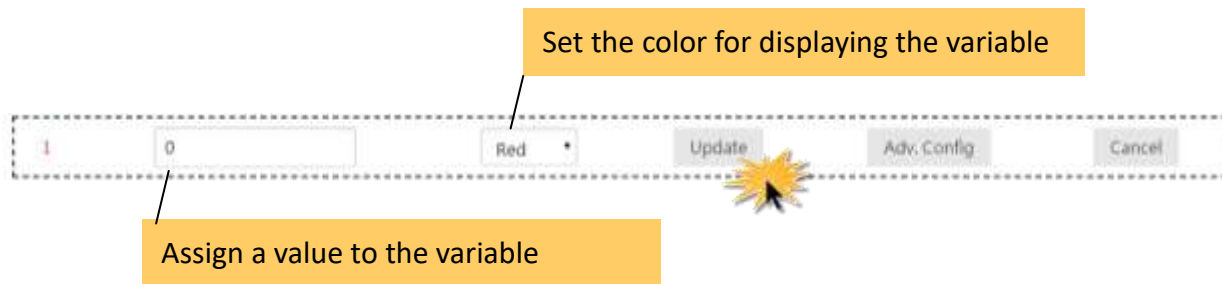 Set the color for displaying the variable
1 0 Red Update Adv. Config Cancel
Assign a value to the variable